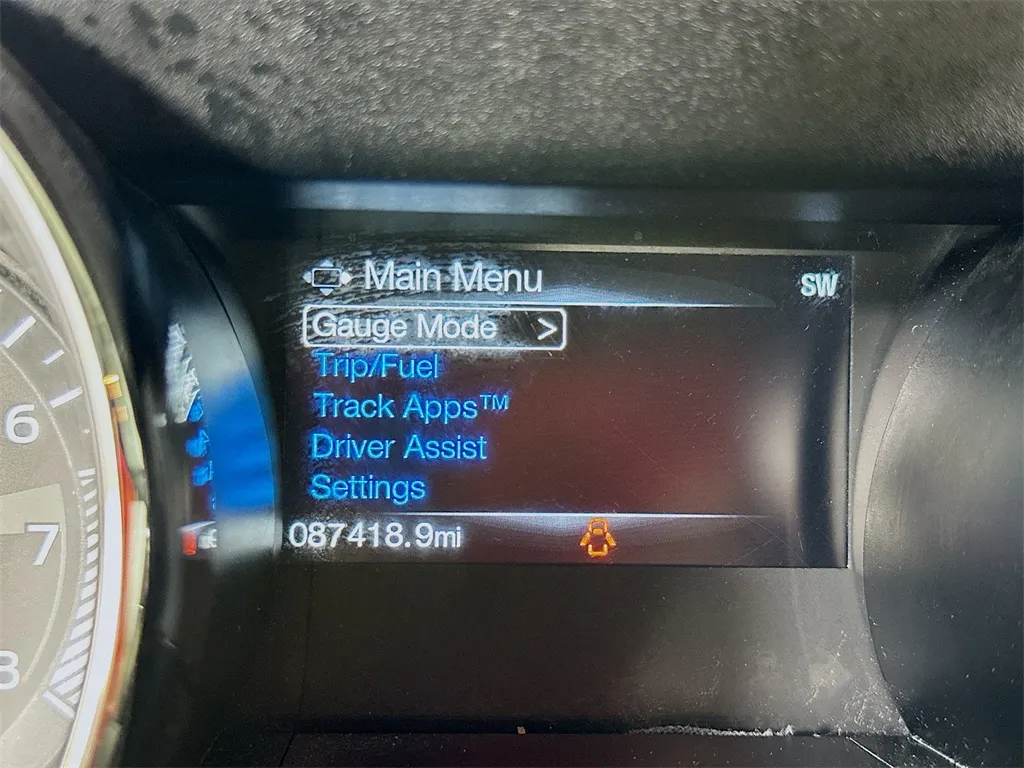 Main Menu
SW
Gauge Mode >
Trip/Fuel
Track Apps™
Driver Assist
Settings
087418.9mi
6
7
8